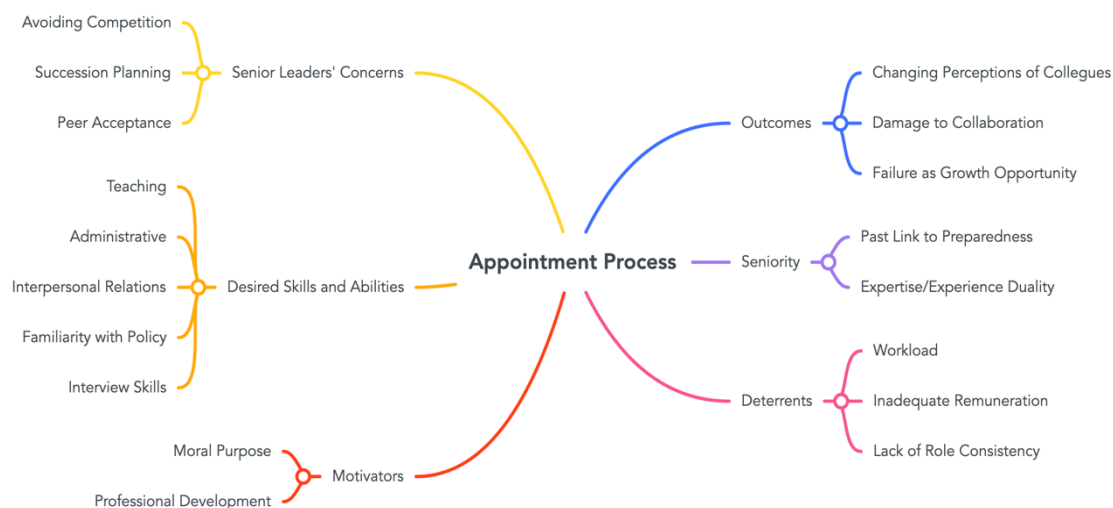 Avoiding Competition
Succession Planning
Senior Leaders' Concerns
Peer Acceptance
Teaching
Administrative
Interpersonal Relations
Desired Skills and Abilities
Familiarity with Policy
Interview Skills
Moral Purpose
Motivators
Professional Development
Appointment Process
Changing Perceptions of Collegues
Outcomes
Damage to Collaboration
Failure as Growth Opportunity
Past Link to Preparedness
Seniority
Expertise/Experience Duality
Workload
Deterrents
Inadequate Remuneration
Lack of Role Consistency